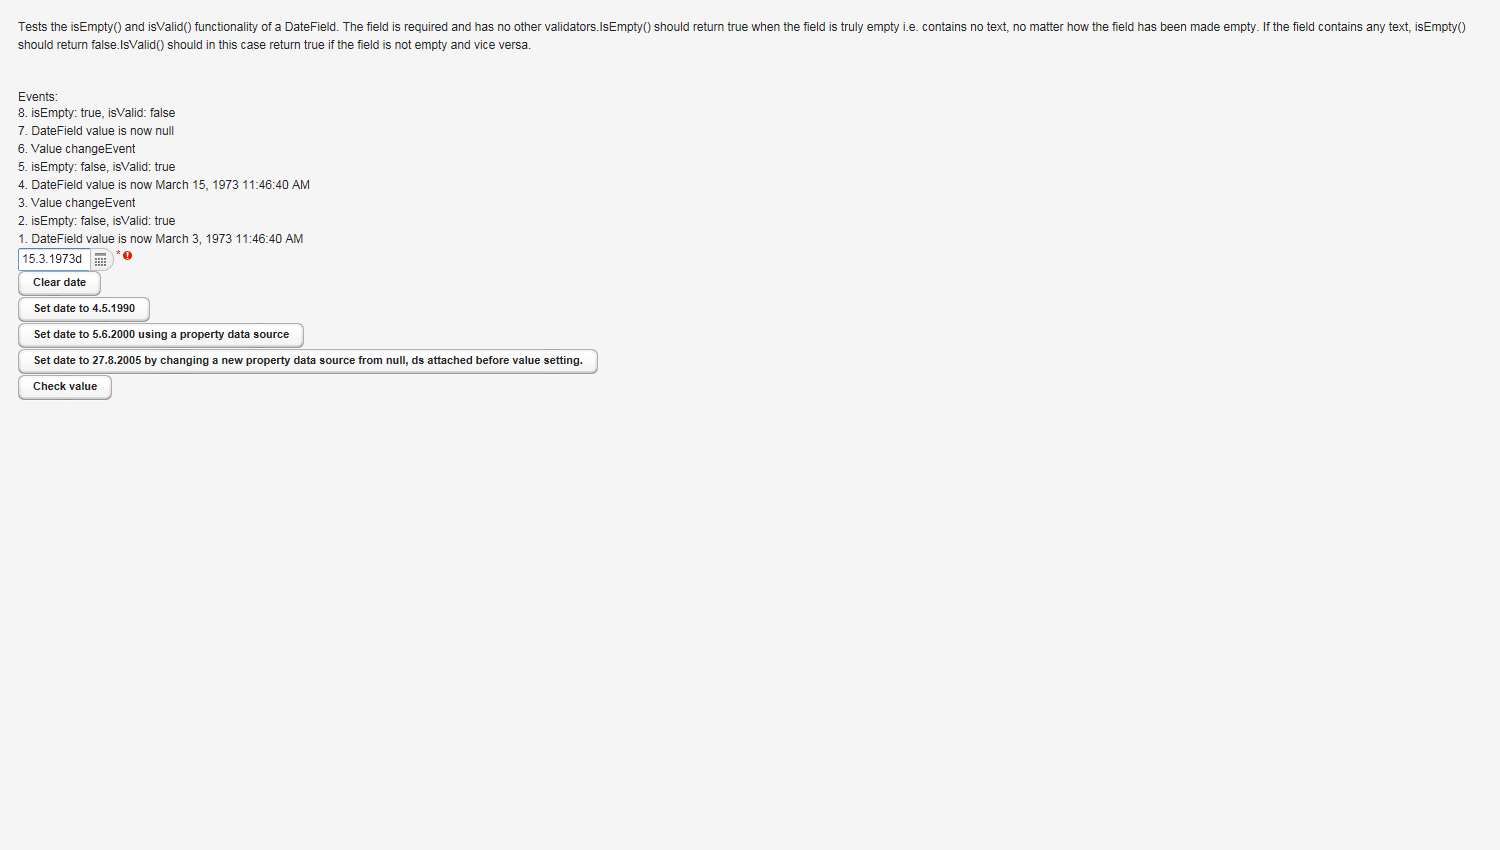 Tests the isEmpty() and isValid() functionality of a DateField. The field is required and has no other validators.IsEmpty() should return true when the field is truly empty i.e. contains no text, no matter how the field has been made empty. If the field contains any text, isEmpty()
should return false.IsValid() should in this case return true if the field is not empty and vice versa.
Events:
8. isEmpty: true, isValid: false
7. DateField value is now null
6. Value changeEvent
5. isEmpty: false, isValid: true
4. DateField value is now March 15, 1973 11:46:40 AM
3. Value changeEvent
2. isEmpty: false, isValid: true
1. DateField value is now March 3, 1973 11:46:40 AM
15.3.1973d * !
Clear date
Set date to 4.5.1990
Set date to 5.6.2000 using a property data source
Set date to 27.8.2005 by changing a new property data source from null, ds attached before value setting.
Check value